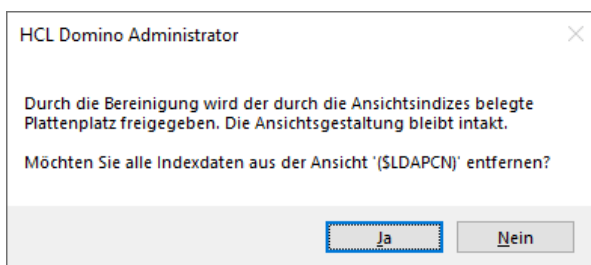 HCL Domino Administrator
Durch die Bereinigung wird der durch die Ansichtsindizes belegte
Plattenplatz freigegeben. Die Ansichtsgestaltung bleibt intakt.
Möchten Sie alle Indexdaten aus der Ansicht '($LDAPCN)' entfernen?
Ja
Nein